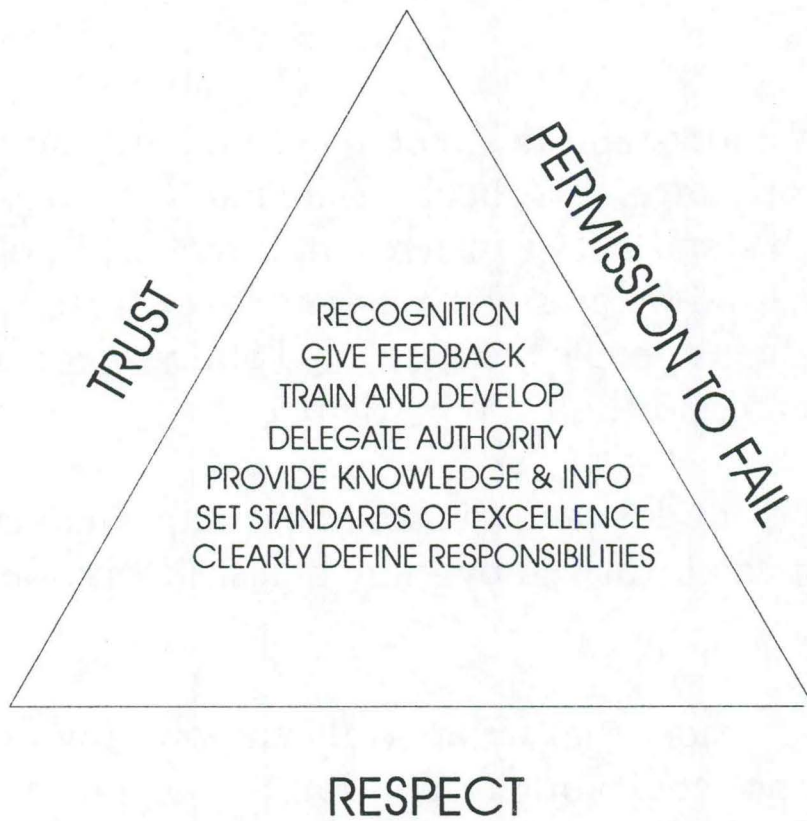 TRUST
PERMISSION TO FAIL
RECOGNITION
GIVE FEEDBACK
TRAIN AND DEVELOP
DELEGATE AUTHORITY
PROVIDE KNOWLEDGE & INFO
SET STANDARDS OF EXCELLENCE
CLEARLY DEFINE RESPONSIBILITIES
RESPECT